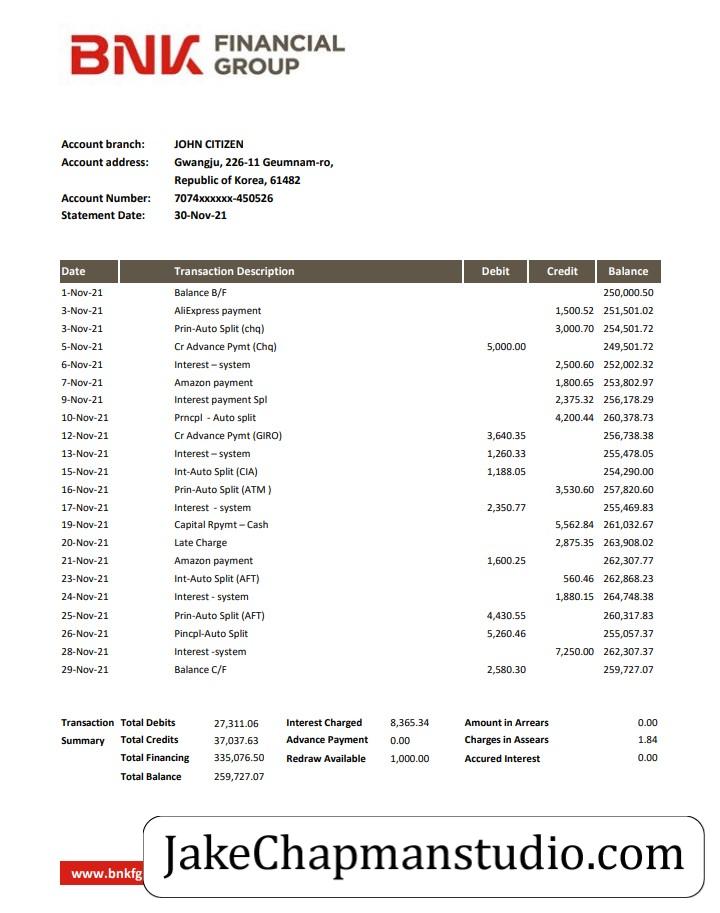 BNK FINANCIAL
GROUP
Account branch: JOHN CITIZEN
Account address: Gwangju, 226-11 Geumnam-ro,
Republic of Korea, 61482
Account Number: 7074xxxxxx-450526
Statement Date: 30-Nov-21
Date Transaction Description Debit Credit Balance
1-Nov-21 Balance B/F 250,000.50
3-Nov-21 AliExpress payment 1,500.52 251,501.02
3-Nov-21 Prin-Auto Split (chq) 3,000.70 254,501.72
5-Nov-21 Cr Advance Pymt (Chq) 5,000.00 249,501.72
6-Nov-21 Interest – system 2,500.60 252,002.32
7-Nov-21 Amazon payment 1,800.65 253,802.97
9-Nov-21 Interest payment Spl 2,375.32 256,178.29
10-Nov-21 Prncpl - Auto split 4,200.44 260,378.73
12-Nov-21 Cr Advance Pymt (GIRO) 3,640.35 256,738.38
13-Nov-21 Interest – system 1,260.33 255,478.05
15-Nov-21 Int-Auto Split (CIA) 1,188.05 254,290.00
16-Nov-21 Prin-Auto Split (ATM ) 3,530.60 257,820.60
17-Nov-21 Interest - system 2,350.77 255,469.83
19-Nov-21 Capital Rpymt – Cash 5,562.84 261,032.67
20-Nov-21 Late Charge 2,875.35 263,908.02
21-Nov-21 Amazon payment 1,600.25 262,307.77
23-Nov-21 Int-Auto Split (AFT) 560.46 262,868.23
24-Nov-21 Interest - system 1,880.15 264,748.38
25-Nov-21 Prin-Auto Split (AFT) 4,430.55 260,317.83
26-Nov-21 Pincpl-Auto Split 5,260.46 255,057.37
28-Nov-21 Interest -system 7,250.00 262,307.37
29-Nov-21 Balance C/F 2,580.30 259,727.07
Transaction Total Debits 27,311.06 Interest Charged 8,365.34 Amount in Arrears 0.00
Summary Total Credits 37,037.63 Advance Payment 0.00 Charges in Assears 1.84
Total Financing 335,076.50 Redraw Available 1,000.00 Accured Interest 0.00
Total Balance 259,727.07
JakeChapmanstudio.com
www.bnkfg